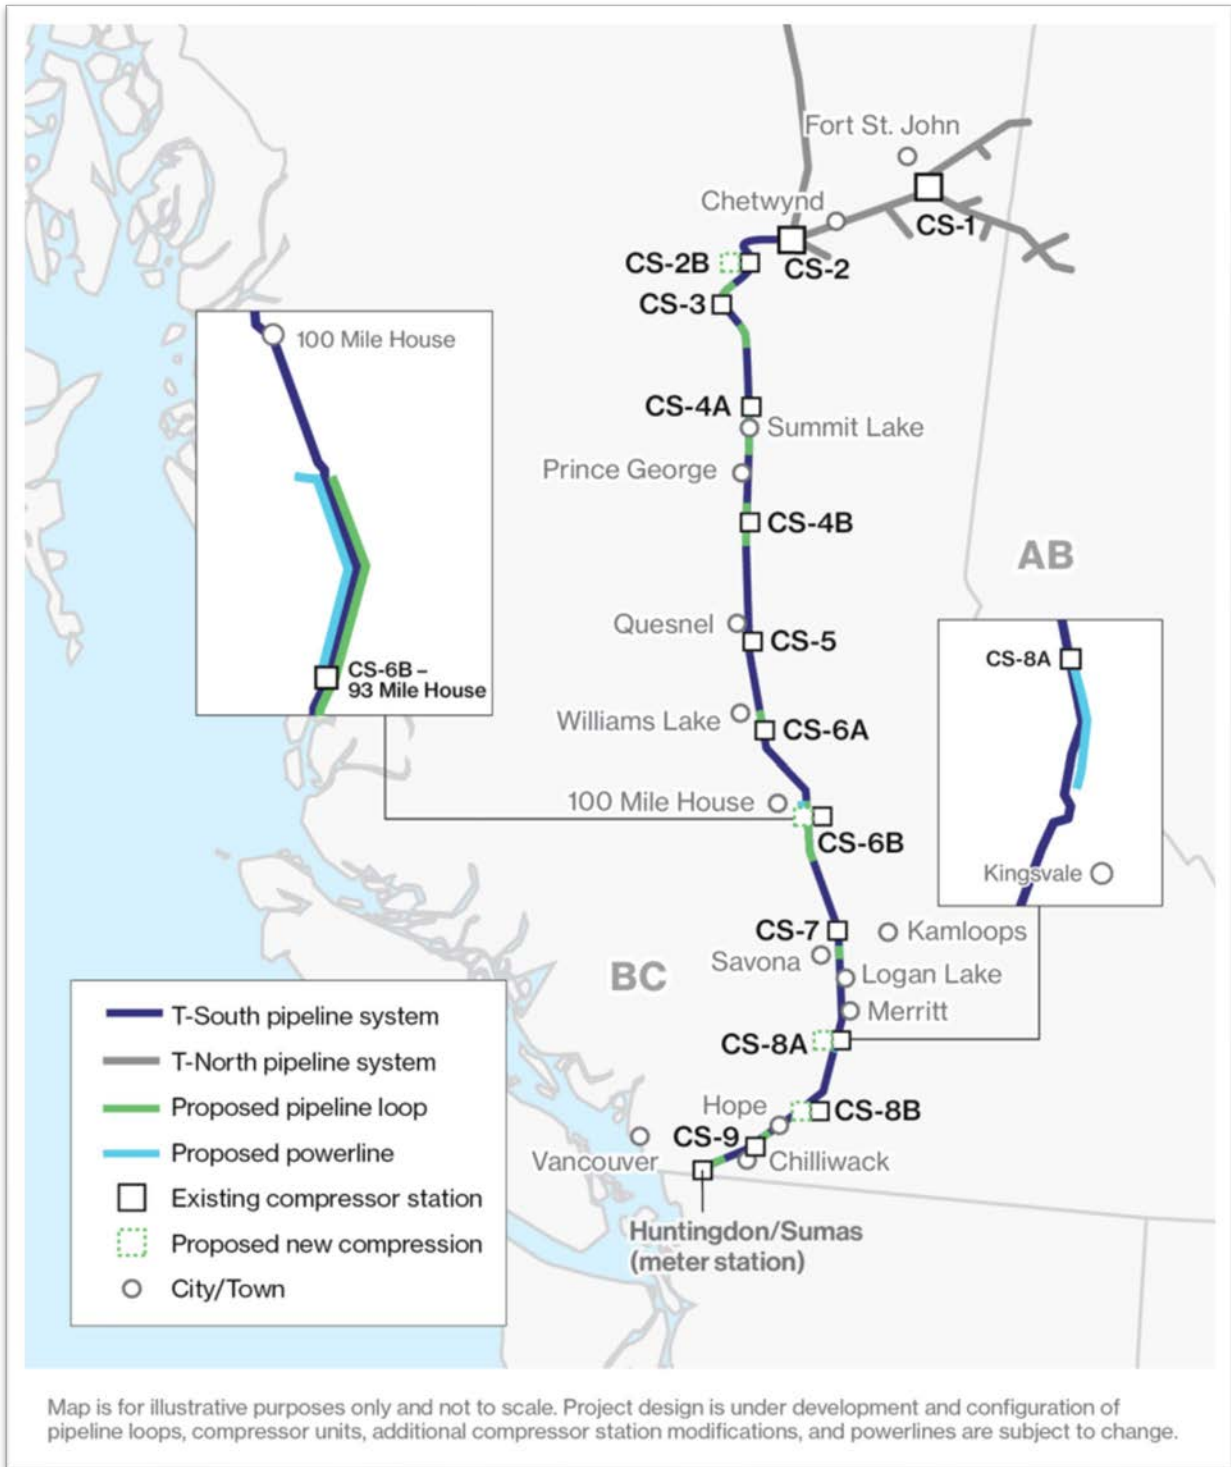 Fort St. John
Chetwynd
CS-1
CS-2B
CS-2
CS-3
100 Mile House
CS-4A
Summit Lake
Prince George
CS-4B
AB
Quesnel
CS-5
CS-8A
CS-6B –
93 Mile House
Williams Lake
CS-6A
100 Mile House
CS-6B
Kingsvale
CS-7
Kamloops
Savona
BC
Logan Lake
Merritt
CS-8A
Hope
CS-8B
CS-9
Vancouver
Chilliwack
Huntingdon/Sumas
(meter station)
T-South pipeline system
T-North pipeline system
Proposed pipeline loop
Proposed powerline
Existing compressor station
Proposed new compression
City/Town
Map is for illustrative purposes only and not to scale. Project design is under development and configuration of
pipeline loops, compressor units, additional compressor station modifications, and powerlines are subject to change.